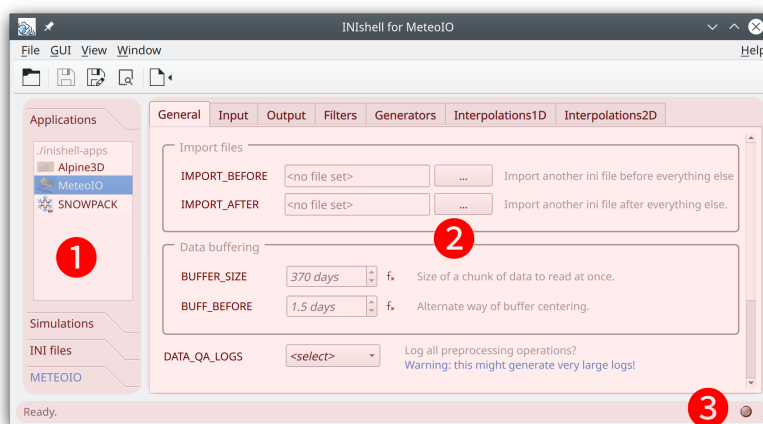 INIshell for MeteoIO
File GUI View Window Help
General Input Output Filters Generators Interpolations1D Interpolations2D
Applications
./inishell-apps
Alpine3D
MeteoIO
SNOWPACK
1
Simulations
INI files
METEOIO
Import files
IMPORT_BEFORE <no file set> ... Import another ini file before everything else
IMPORT_AFTER <no file set> ... Import another ini file after everything else.
2
Data buffering
BUFFER_SIZE 370 days fx Size of a chunk of data to read at once.
BUFF_BEFORE 1.5 days fx Alternate way of buffer centering.
DATA_QA_LOGS <select> Log all preprocessing operations?
Warning: this might generate very large logs!
Ready.
3